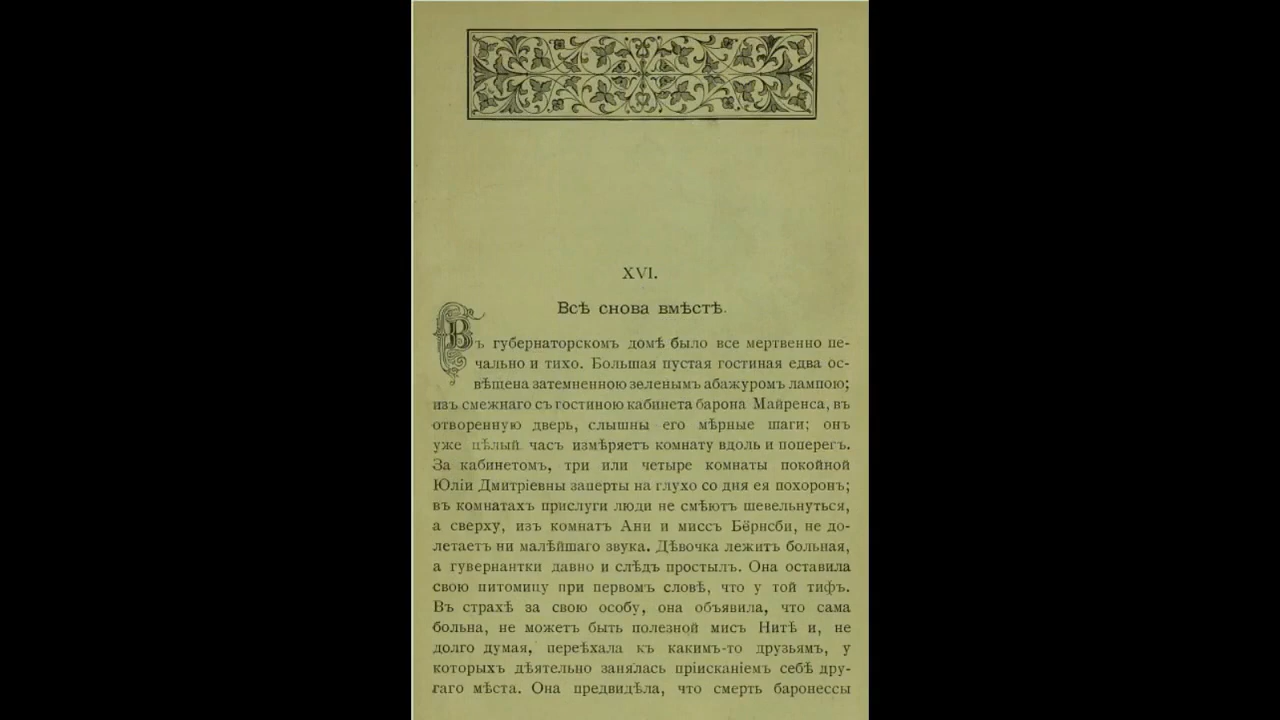 XVI.
Всѣ снова вмѣстѣ.
Въ губернаторскомъ домѣ было все мертвенно пе-
чально и тихо. Большая пустая гостиная едва ос-
вѣщена затемненною зеленымъ абажуромъ лампою;
изъ смежнаго съ гостиною кабинета барона Майренса, въ
отворенную дверь, слышны его мѣрные шаги; онъ
уже цѣлый часъ измѣряетъ комнату вдоль и поперегъ.
За кабинетомъ, три или четыре комнаты покойной
Юліи Дмитріевны заперты на глухо со дня ея похоронъ;
въ комнатахъ прислуги люди не смѣютъ шевельнуться,
а сверху, изъ комнатъ Ани и миссъ Бёрнсби, не до-
летаетъ ни малѣйшаго звука. Дѣвочка лежитъ больная,
а гувернантки давно и слѣдъ простылъ. Она оставила
свою питомицу при первомъ словѣ, что у той тифъ.
Въ страхѣ за свою особу, она объявила, что сама
больна, не можетъ быть полезной мисъ Нитѣ и, не
долго думая, переѣхала къ какимъ-то друзьямъ, у
которыхъ дѣятельно занялась пріисканіемъ себѣ дру-
гаго мѣста. Она предвидѣла, что смерть баронессы